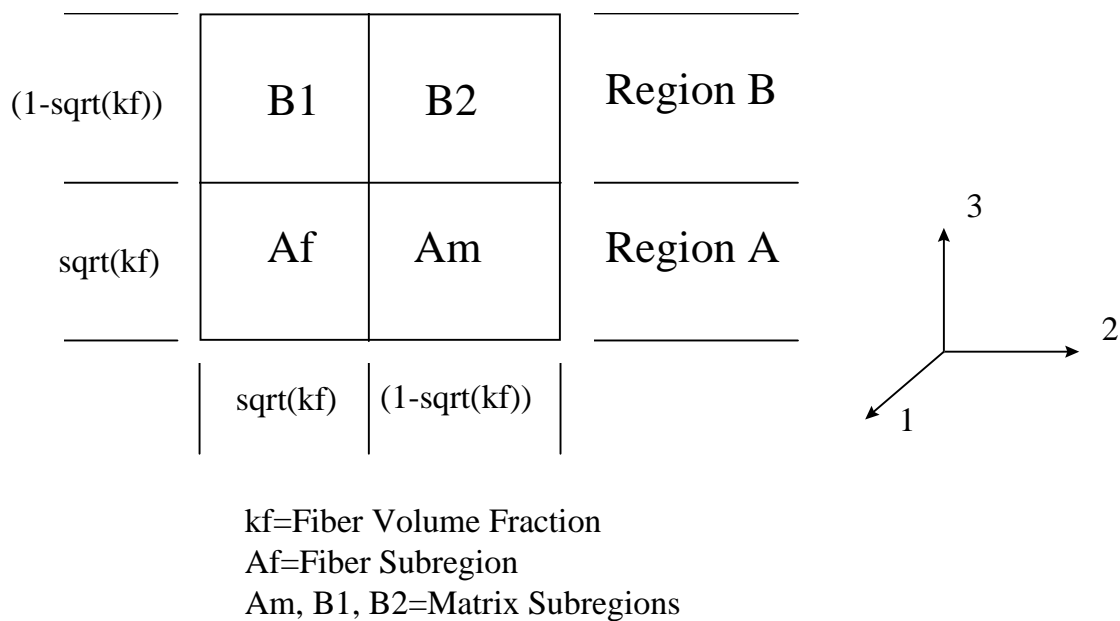 (1-sqrt(kf))
B1
B2
Region B
sqrt(kf)
Af
Am
Region A
3
2
1
sqrt(kf)
(1-sqrt(kf))
kf=Fiber Volume Fraction
Af=Fiber Subregion
Am, B1, B2=Matrix Subregions